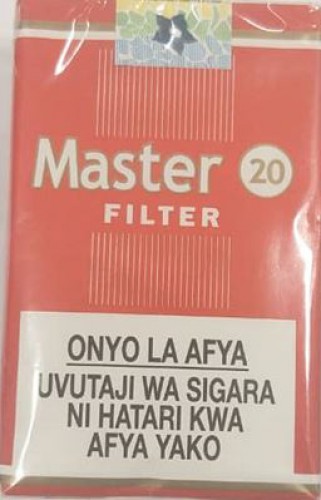 Master 20
FILTER
ONYO LA AFYA
UVUTAJI WA SIGARA
NI HATARI KWA
AFYA YAKO